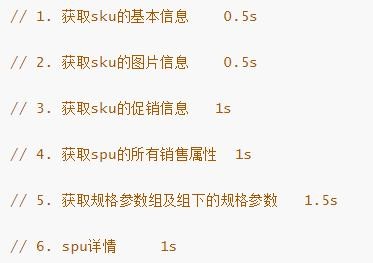 // 1. 获取sku的基本信息    0.5s
// 2. 获取sku的图片信息    0.5s
// 3. 获取sku的促销信息   1s
// 4. 获取spu的所有销售属性  1s
// 5. 获取规格参数组及组下的规格参数   1.5s
// 6. spu详情     1s